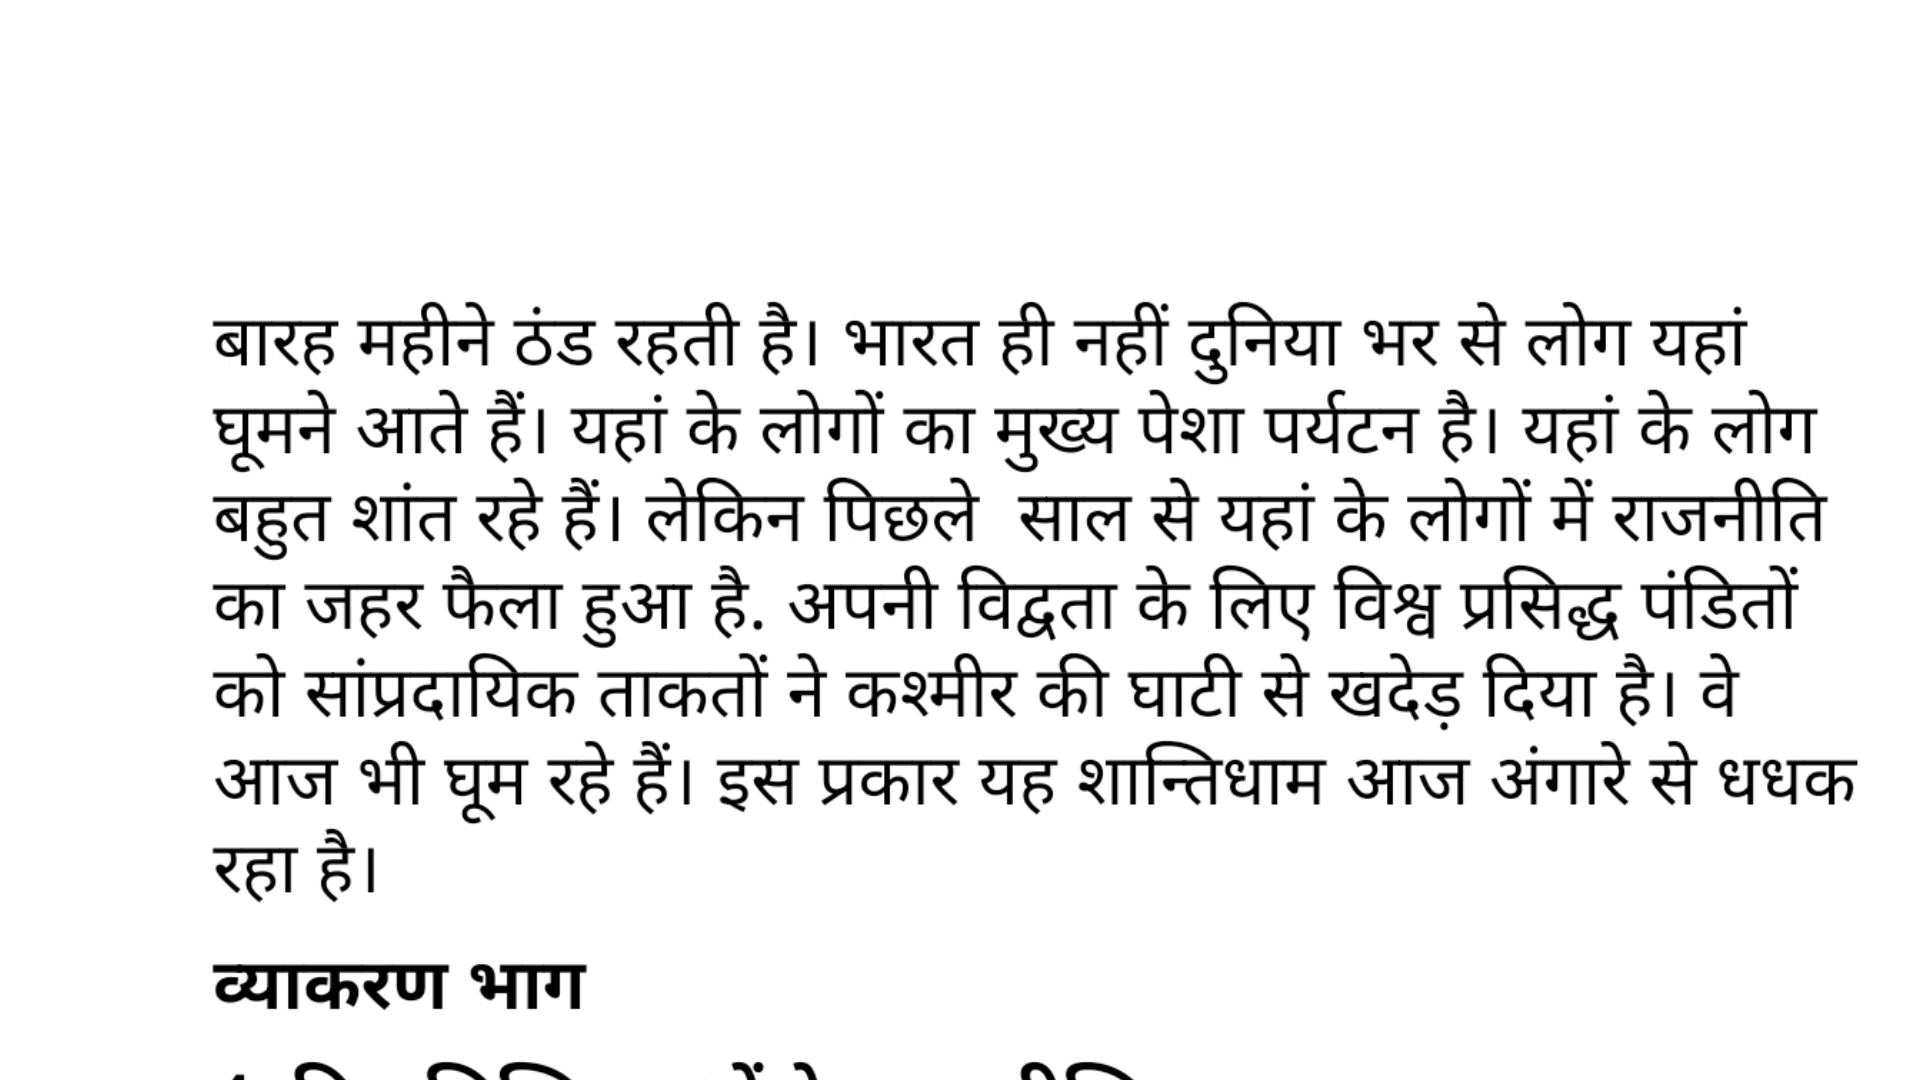 बारह महीने ठंड रहती है। भारत ही नहीं दुनिया भर से लोग यहां
घूमने आते हैं। यहां के लोगों का मुख्य पेशा पर्यटन है। यहां के लोग
बहुत शांत रहे हैं। लेकिन पिछले साल से यहां के लोगों में राजनीति
का जहर फैला हुआ है. अपनी विद्वता के लिए विश्व प्रसिद्ध पंडितों
को सांप्रदायिक ताकतों ने कश्मीर की घाटी से खदेड़ दिया है। वे
आज भी घूम रहे हैं। इस प्रकार यह शान्तिधाम आज अंगारे से धधक
रहा है।
व्याकरण भाग